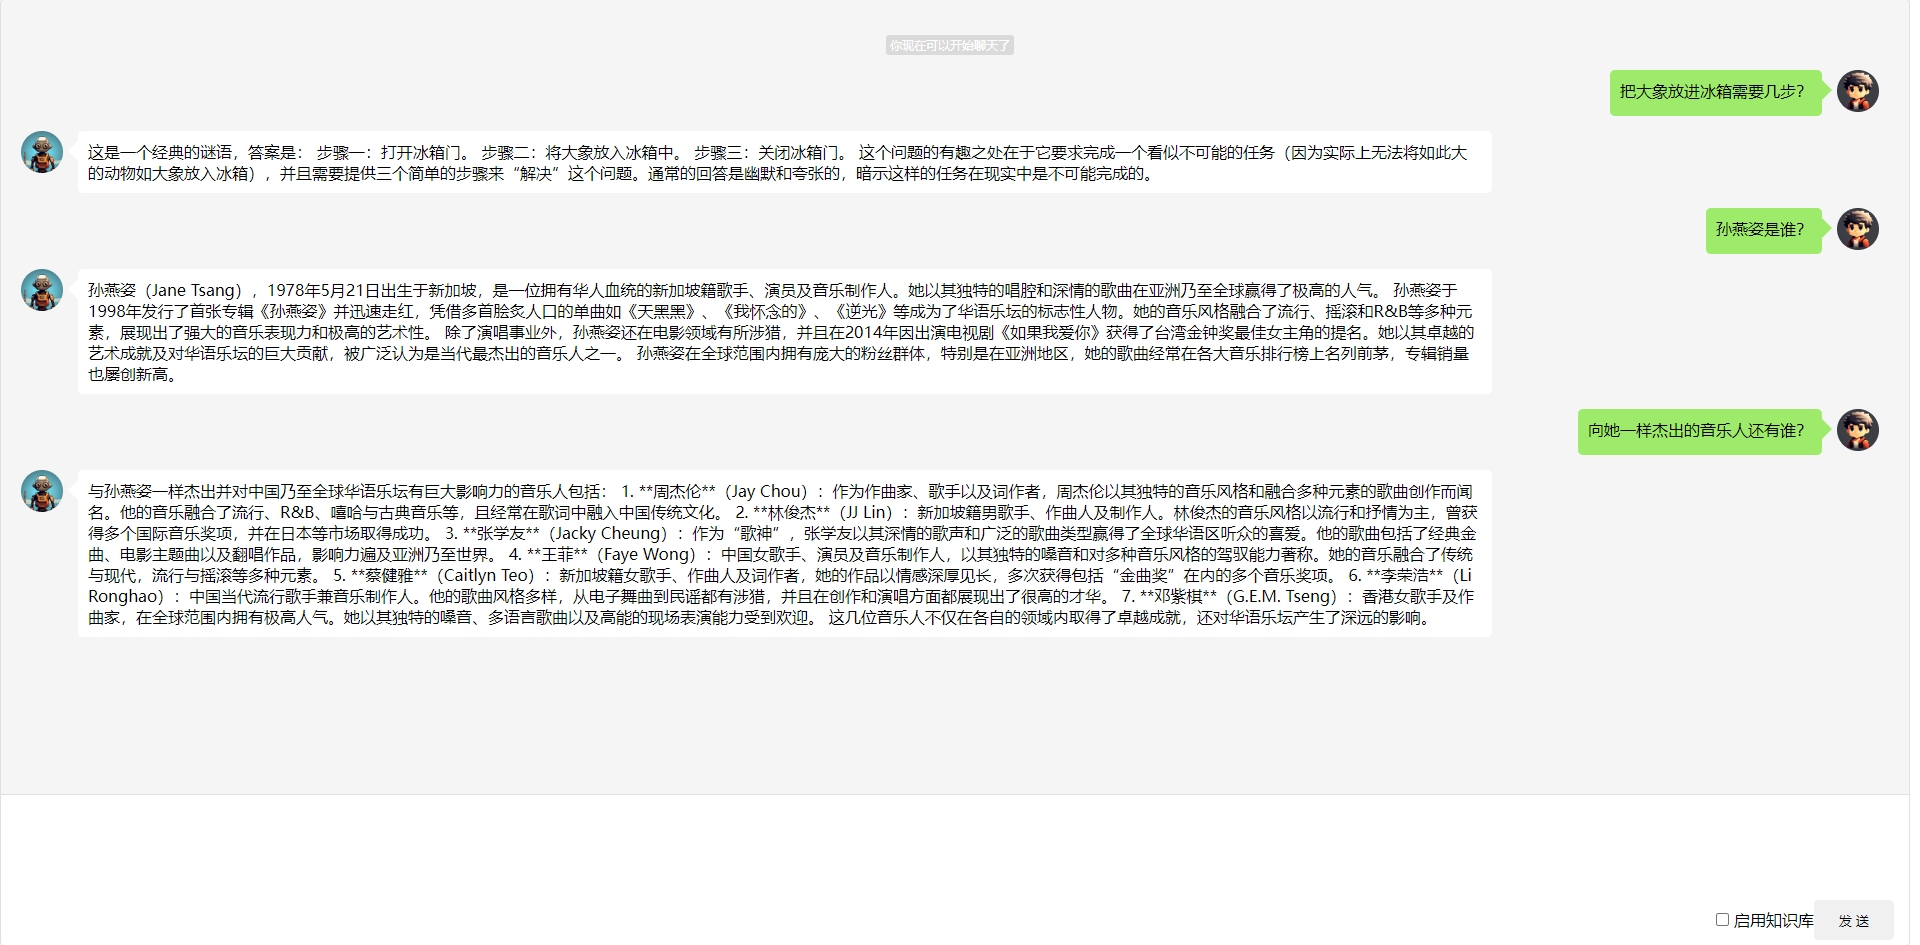 你现在可以开始聊天了
把大象放进冰箱需要几步?
这是一个经典的谜语，答案是： 步骤一：打开冰箱门。 步骤二：将大象放入冰箱中。 步骤三：关闭冰箱门。 这个问题的有趣之处在于它要求完成一个看似不可能的任务（因为实际上无法将如此大
的动物如大象放入冰箱），并且需要提供三个简单的步骤来“解决”这个问题。通常的回答是幽默和夸张的，暗示这样的任务在现实中是不可能完成的。
孙燕姿是谁?
孙燕姿（Jane Tsang），1978年5月21日出生于新加坡，是一位拥有华人血统的新加坡籍歌手、演员及音乐制作人。她以其独特的唱腔和深情的歌曲在亚洲乃至全球赢得了极高的人气。 孙燕姿于
1998年发行了首张专辑《孙燕姿》并迅速走红，凭借多首脍炙人口的单曲如《天黑黑》、《我怀念的》、《逆光》等成为了华语乐坛的标志性人物。她的音乐风格融合了流行、摇滚和R&B等多种元
素，展现出了强大的音乐表现力和极高的艺术性。 除了演唱事业外，孙燕姿还在电影领域有所涉猎，并且在2014年因出演电视剧《如果我爱你》获得了台湾金钟奖最佳女主角的提名。她以其卓越的
艺术成就及对华语乐坛的巨大贡献，被广泛认为是当代最杰出的音乐人之一。 孙燕姿在全球范围内拥有庞大的粉丝群体，特别是在亚洲地区，她的歌曲经常在各大音乐排行榜上名列前茅，专辑销量
也屡创新高。
向她一样杰出的音乐人还有谁?
与孙燕姿一样杰出并对中国乃至全球华语乐坛有巨大影响力的音乐人包括： 1. **周杰伦**（Jay Chou）：作为作曲家、歌手以及词作者，周杰伦以其独特的音乐风格和融合多种元素的歌曲创作而闻
名。他的音乐融合了流行、R&B、嘻哈与古典音乐等，且经常在歌词中融入中国传统文化。 2. **林俊杰**（JJ Lin）：新加坡籍男歌手、作曲人及制作人。林俊杰的音乐风格以流行和抒情为主，曾获
得多个国际音乐奖项，并在日本等市场取得成功。 3. **张学友**（Jacky Cheung）：作为“歌神”，张学友以其深情的歌声和广泛的歌曲类型赢得了全球华语区听众的喜爱。他的歌曲包括了经典金
曲、电影主题曲以及翻唱作品，影响力遍及亚洲乃至世界。 4. **王菲**（Faye Wong）：中国女歌手、演员及音乐制作人，以其独特的嗓音和对多种音乐风格的驾驭能力著称。她的音乐融合了传统
与现代，流行与摇滚等多种元素。 5. **蔡健雅**（Caitlyn Teo）：新加坡籍女歌手、作曲人及词作者，她的作品以情感深厚见长，多次获得包括“金曲奖”在内的多个音乐奖项。 6. **李荣浩**（Li
Ronghao）：中国当代流行歌手兼音乐制作人。他的歌曲风格多样，从电子舞曲到民谣都有涉猎，并且在创作和演唱方面都展现出了很高的才华。 7. **邓紫棋**（G.E.M. Tseng）：香港女歌手及作
曲家，在全球范围内拥有极高人气。她以其独特的嗓音、多语言歌曲以及高能的现场表演能力受到欢迎。 这几位音乐人不仅在各自的领域内取得了卓越成就，还对华语乐坛产生了深远的影响。
启用知识库
发 送